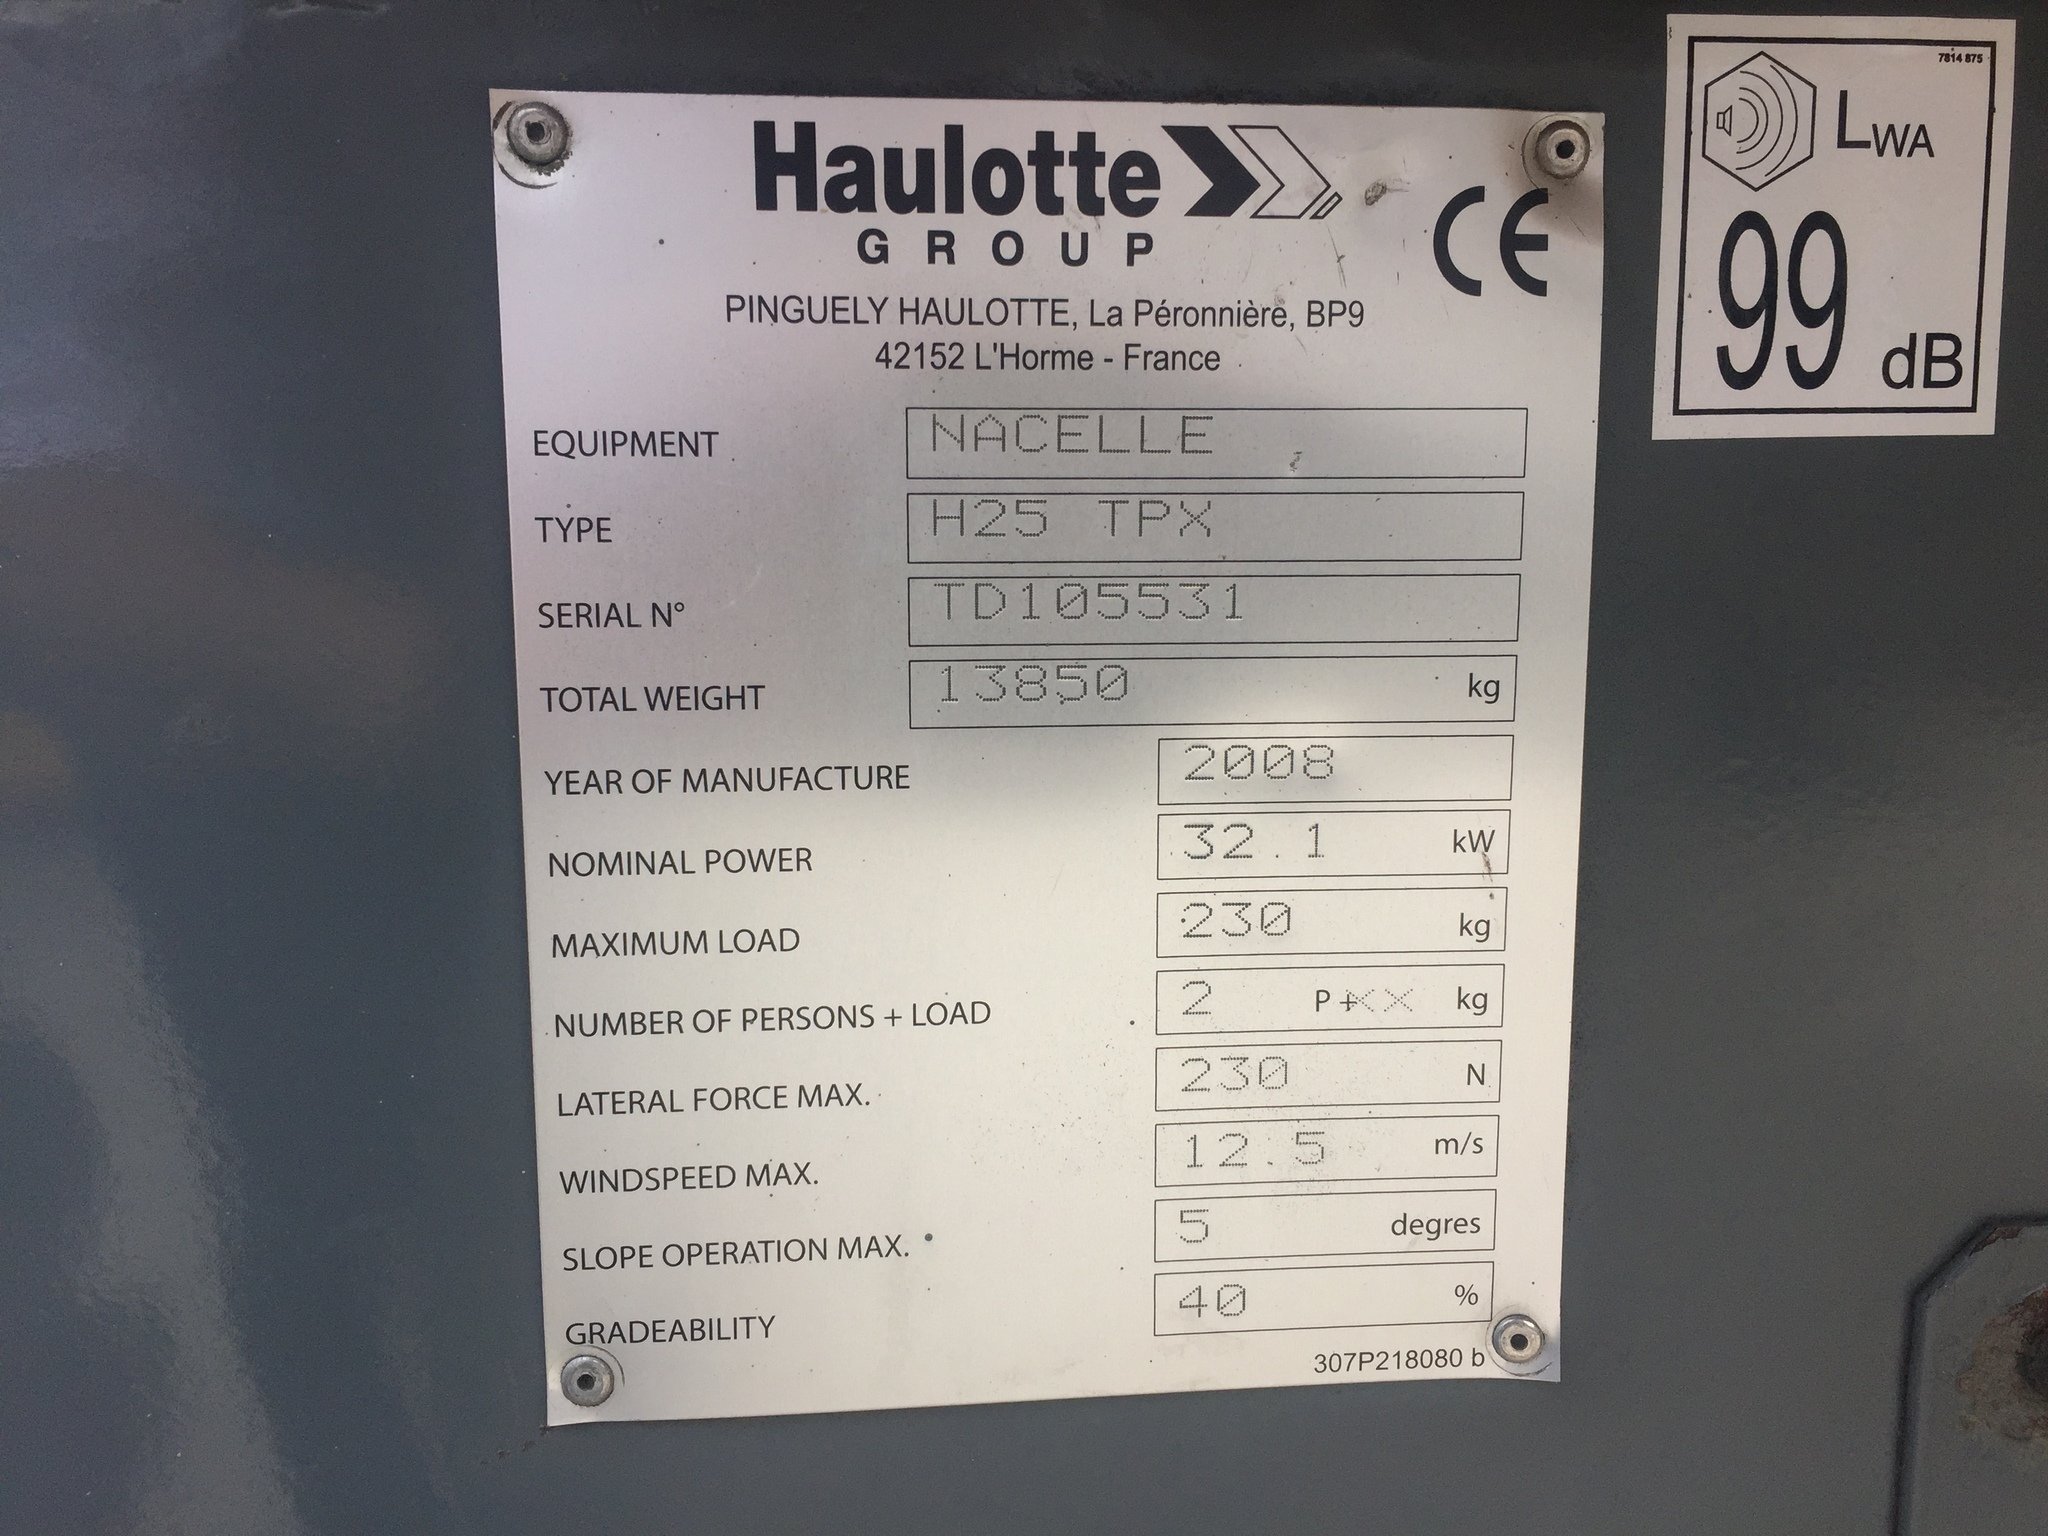 Haulotte
GROUP
CE
PINGUELY HAULOTTE, La Péronnière, BP9
42152 L'Horme - France
EQUIPMENT NACELLE
TYPE H25 TPX
SERIAL N° TD105531
TOTAL WEIGHT 13850 kg
YEAR OF MANUFACTURE 2008
NOMINAL POWER 32.1 kW
MAXIMUM LOAD 230 kg
NUMBER OF PERSONS + LOAD 2 P+XX kg
LATERAL FORCE MAX. 230 N
WINDSPEED MAX. 12.5 m/s
SLOPE OPERATION MAX. 5 degres
GRADEABILITY 40 %
307P218080 b
7814 875
LWA
99 dB